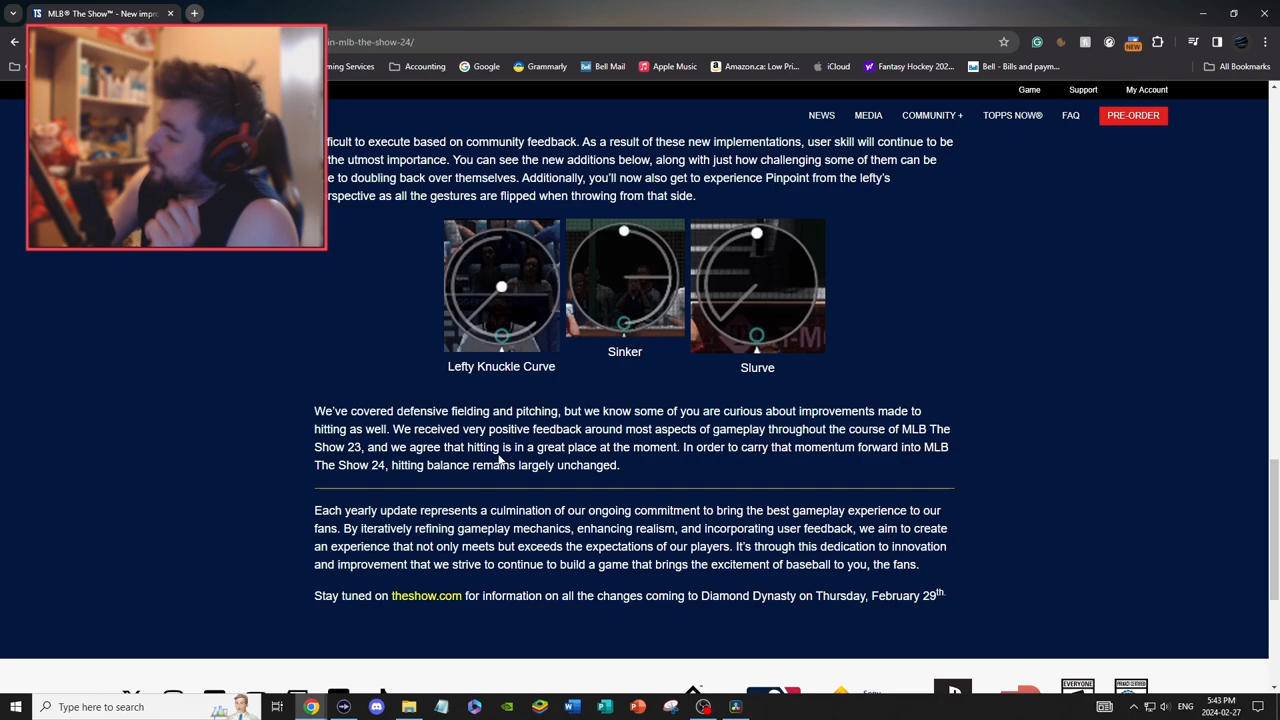 MLB® The Show™ - New impr
in-mlb-the-show-24/
NEW
ming Services
Accounting
Google
Grammarly
Bell Mail
Apple Music
Amazon.ca: Low Pri...
iCloud
Fantasy Hockey 202...
Bell - Bills and paym...
All Bookmarks
Game
Support
My Account
NEWS
MEDIA
COMMUNITY +
TOPPS NOW®
FAQ
PRE-ORDER
ficult to execute based on community feedback. As a result of these new implementations, user skill will continue to be
the utmost importance. You can see the new additions below, along with just how challenging some of them can be
e to doubling back over themselves. Additionally, you'll now also get to experience Pinpoint from the lefty's
rspective as all the gestures are flipped when throwing from that side.
Lefty Knuckle Curve
Sinker
Slurve
We've covered defensive fielding and pitching, but we know some of you are curious about improvements made to
hitting as well. We received very positive feedback around most aspects of gameplay throughout the course of MLB The
Show 23, and we agree that hitting is in a great place at the moment. In order to carry that momentum forward into MLB
The Show 24, hitting balance remains largely unchanged.
Each yearly update represents a culmination of our ongoing commitment to bring the best gameplay experience to our
fans. By iteratively refining gameplay mechanics, enhancing realism, and incorporating user feedback, we aim to create
an experience that not only meets but exceeds the expectations of our players. It's through this dedication to innovation
and improvement that we strive to continue to build a game that brings the excitement of baseball to you, the fans.
Stay tuned on theshow.com for information on all the changes coming to Diamond Dynasty on Thursday, February 29th.
EVERYONE
PRIVACY CERTIFIED
Type here to search
ENG
5:43 PM
2024-02-27